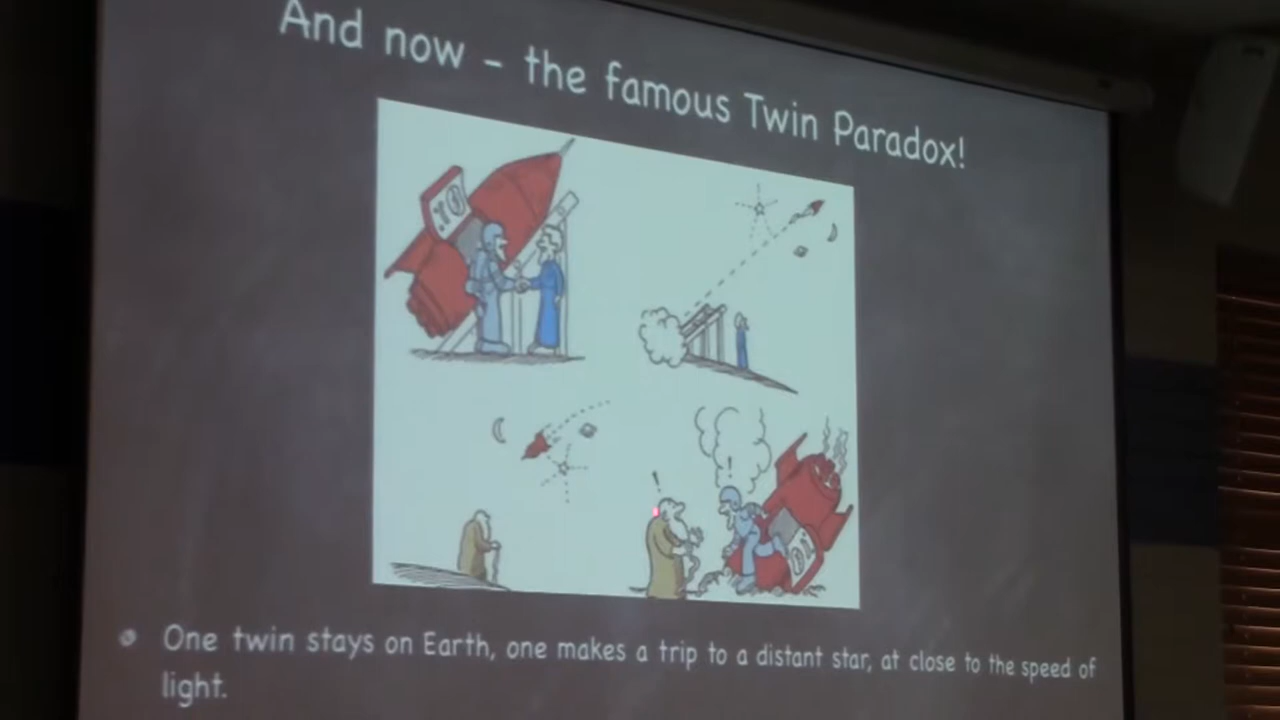 And now - the famous Twin Paradox!
!
!
One twin stays on Earth, one makes a trip to a distant star, at close to the speed of
light.